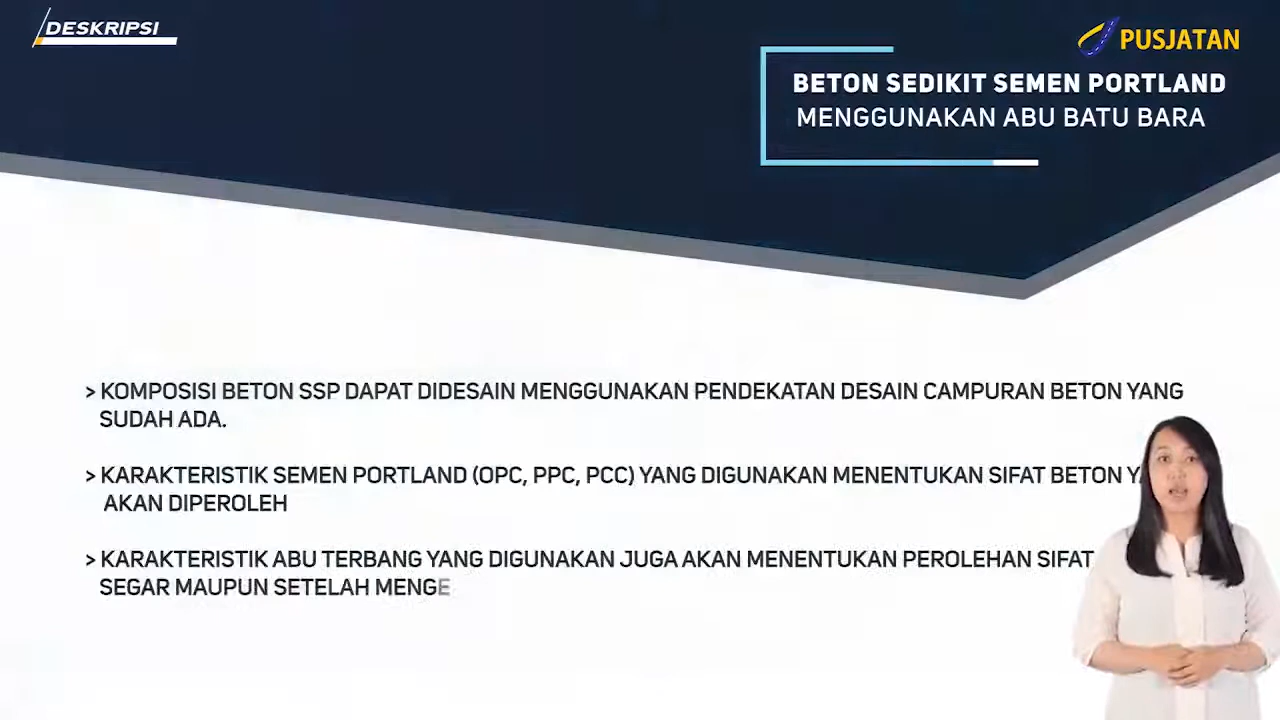 DESKRIPSI
PUSJATAN
BETON SEDIKIT SEMEN PORTLAND
MENGGUNAKAN ABU BATU BARA
> KOMPOSISI BETON SSP DAPAT DIDESAIN MENGGUNAKAN PENDEKATAN DESAIN CAMPURAN BETON YANG
SUDAH ADA.
> KARAKTERISTIK SEMEN PORTLAND (OPC, PPC, PCC) YANG DIGUNAKAN MENENTUKAN SIFAT BETON
AKAN DIPEROLEH
> KARAKTERISTIK ABU TERBANG YANG DIGUNAKAN JUGA AKAN MENENTUKAN PEROLEHAN SIFAT
SEGAR MAUPUN SETELAH MENGE